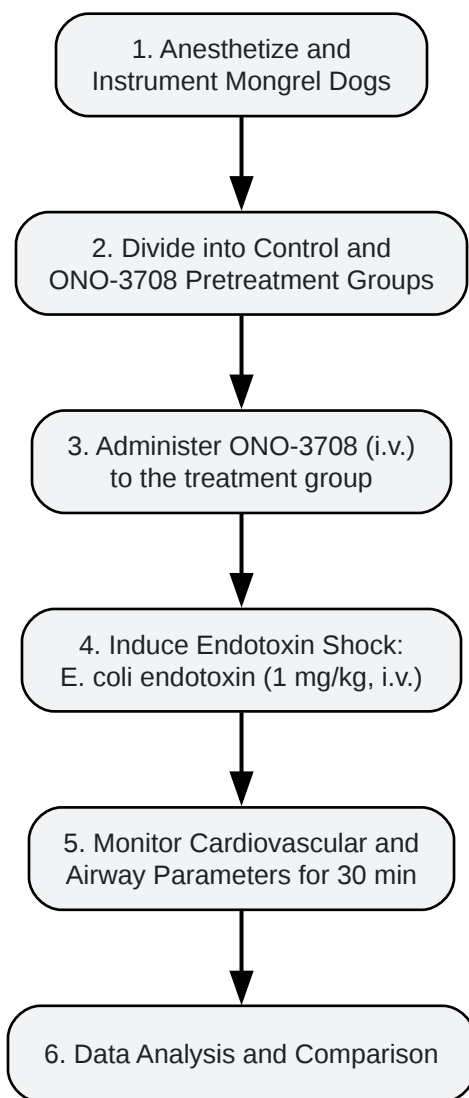 1. Anesthetize and
Instrument Mongrel Dogs
2. Divide into Control and
ONO-3708 Pretreatment Groups
3. Administer ONO-3708 (i.v.)
to the treatment group
4. Induce Endotoxin Shock:
E. coli endotoxin (1 mg/kg, i.v.)
5. Monitor Cardiovascular and
Airway Parameters for 30 min
6. Data Analysis and Comparison